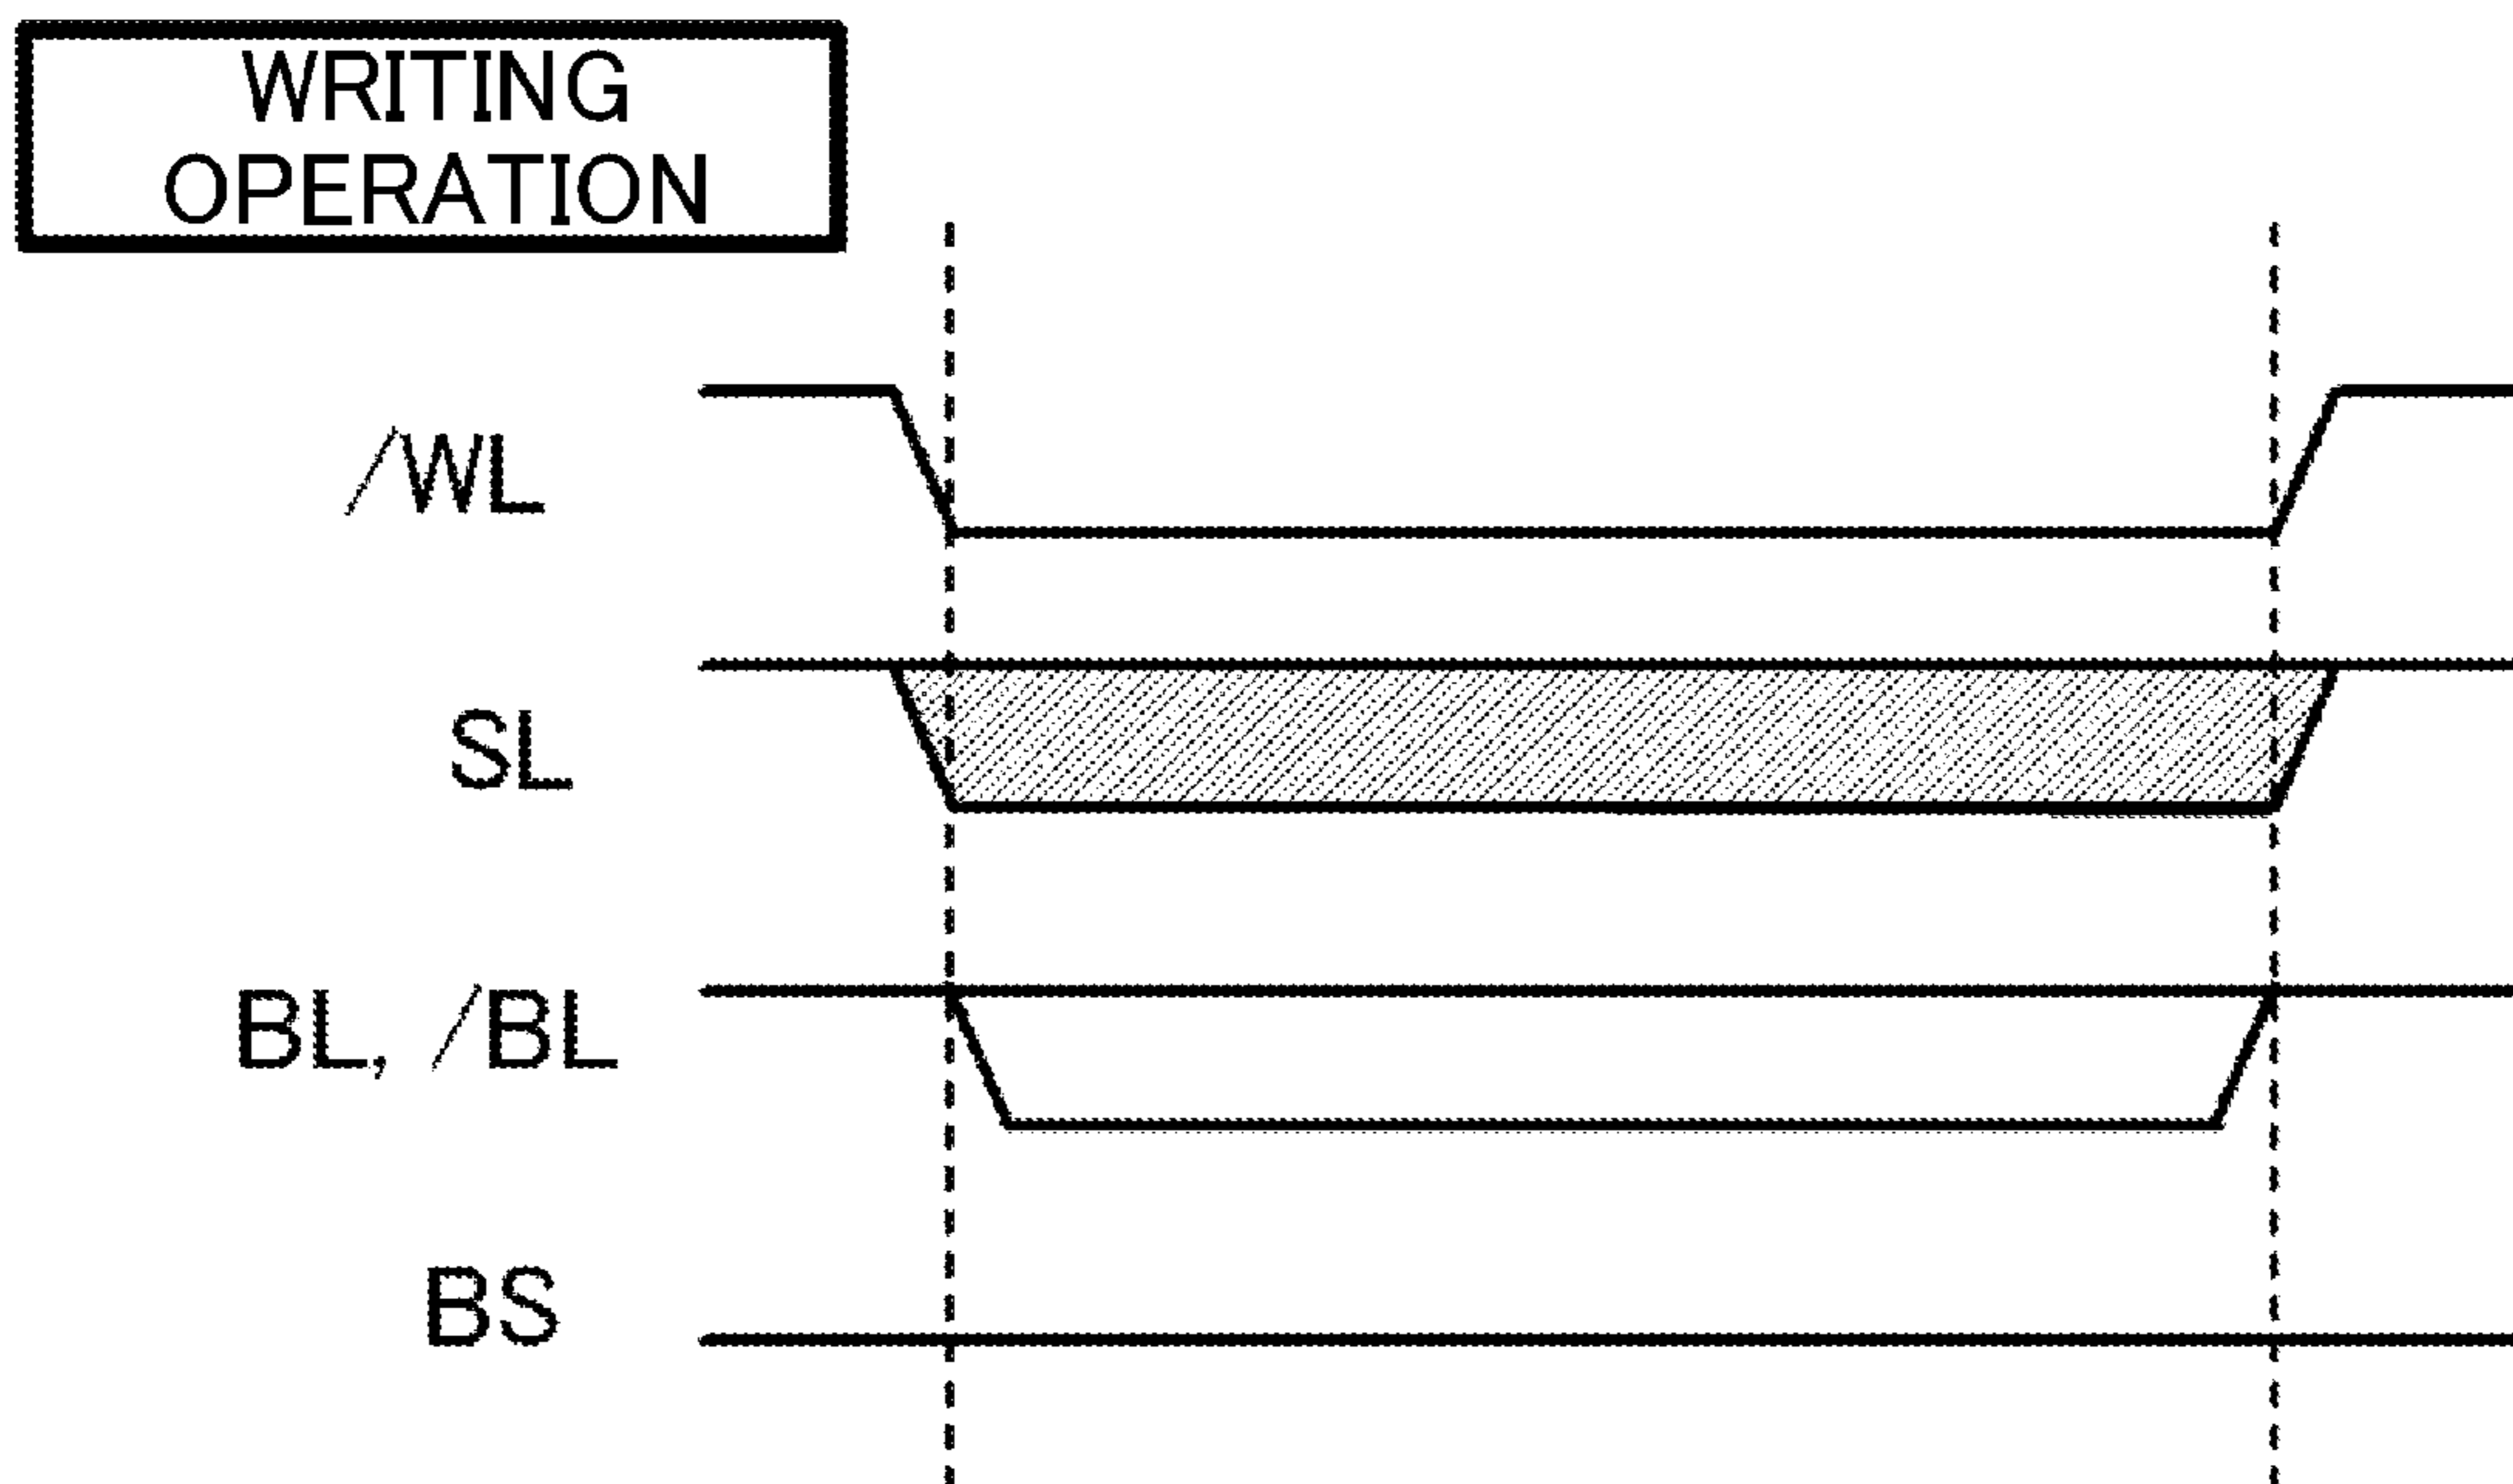 WRITING
OPERATION
/WL
SL
BL, /BL
BS